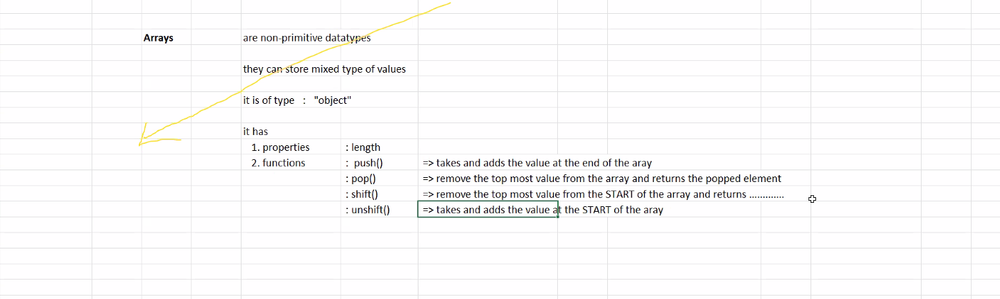 Arrays are non-primitive datatypes
they can store mixed type of values
it is of type : "object"
it has
1. properties : length
2. functions : push() => takes and adds the value at the end of the aray
: pop() => remove the top most value from the array and returns the popped element
: shift() => remove the top most value from the START of the array and returns .............
: unshift() => takes and adds the value at the START of the aray